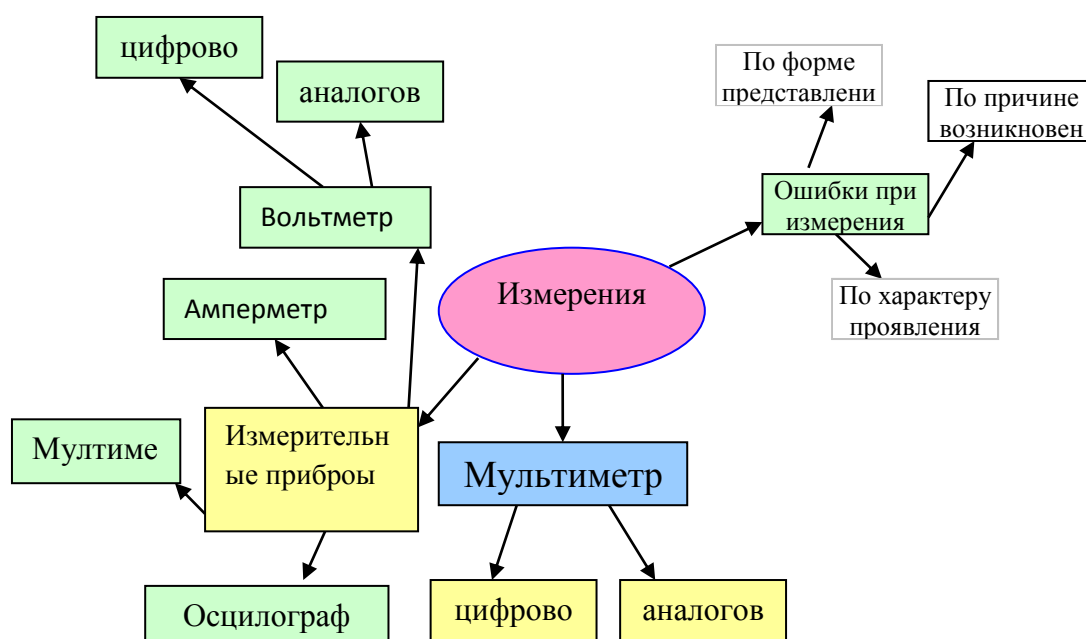 цифрово
аналогов
По форме
представлени
По причине
возникновен
Вольтметр
Ошибки при
измерения
Измерения
По характеру
проявления
Амперметр
Мултиме
Измерительн
ые приброы
Мультиметр
Осцилограф
цифрово
аналогов